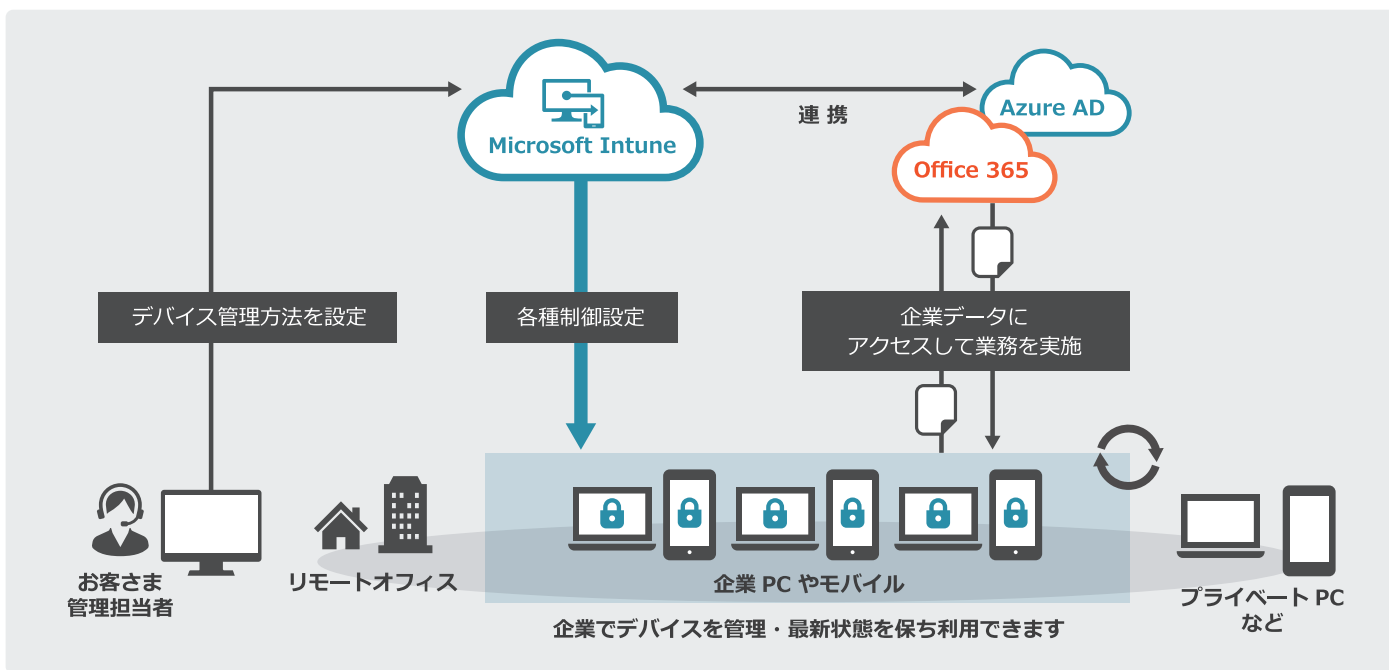 Microsoft Intune
連 携
Azure AD
Office 365
デバイス管理方法を設定
各種制御設定
企業データに
アクセスして業務を実施
お客さま
管理担当者
リモートオフィス
企業 PC やモバイル
プライベート PC
など
企業でデバイスを管理・最新状態を保ち利用できます